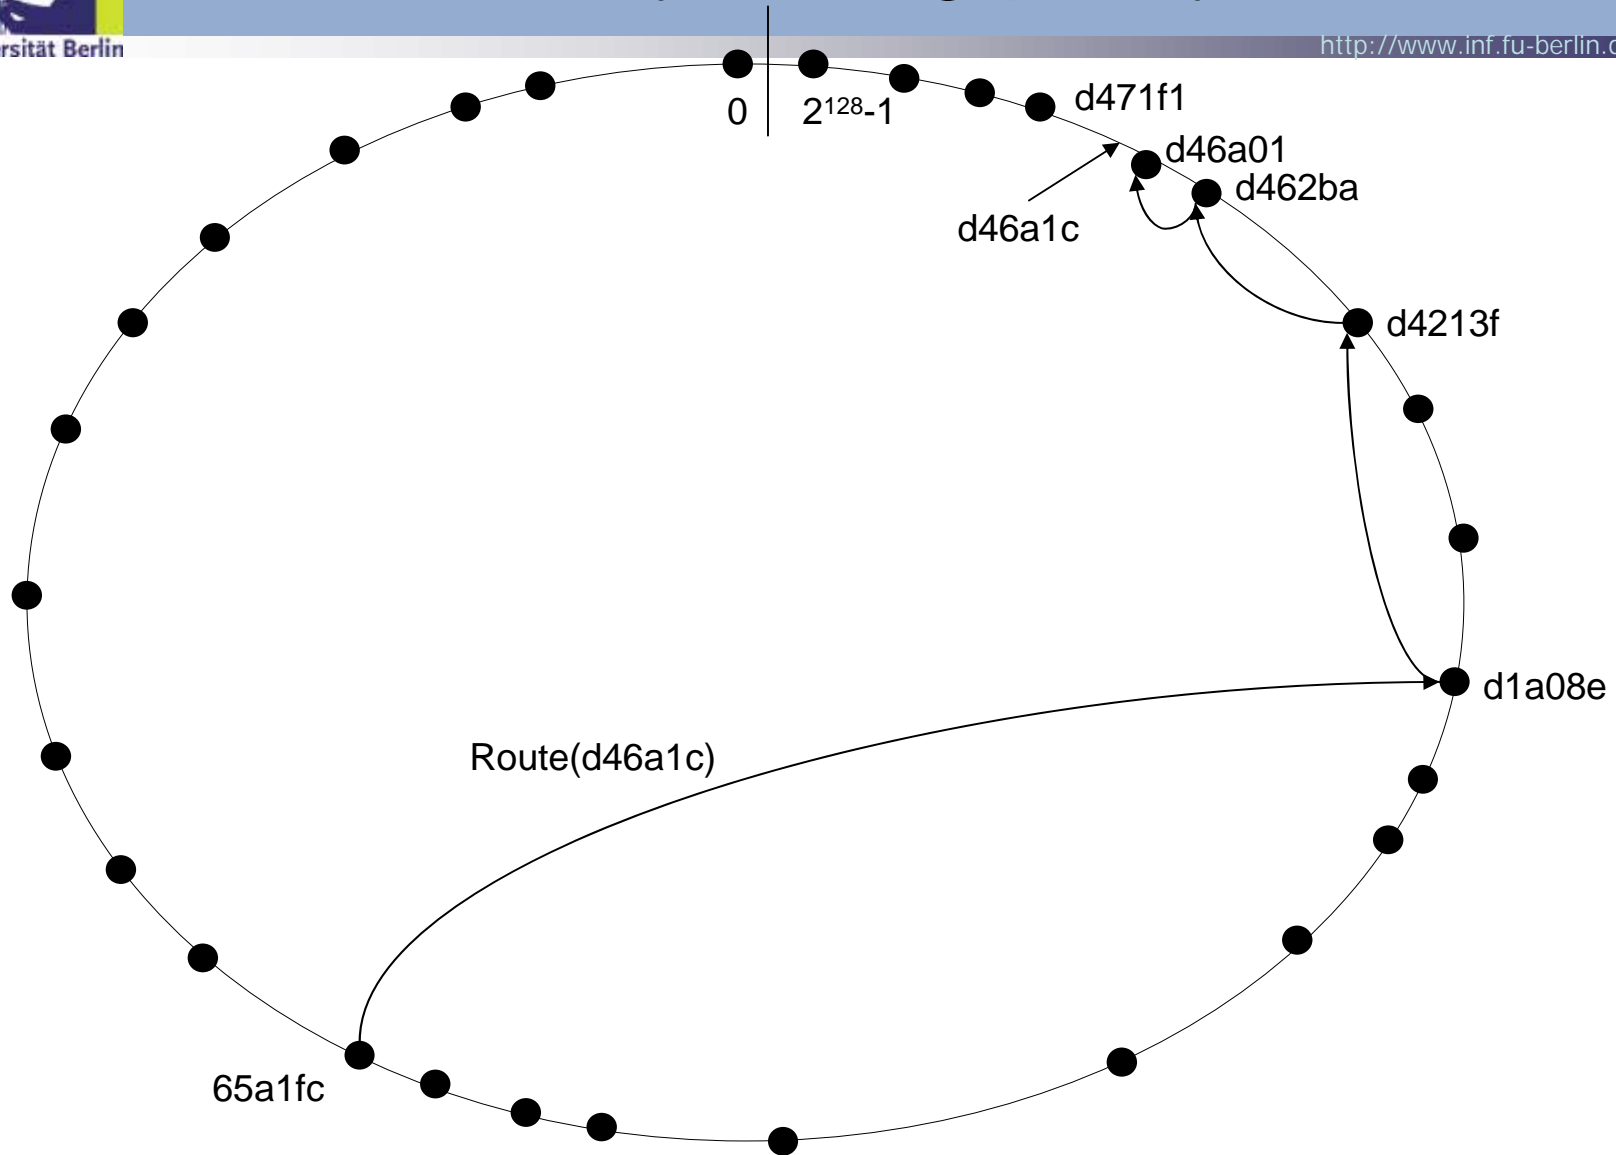 rsität Berlin
http://www.inf.fu-berlin.d
0
2¹²⁸-1
d471f1
d46a01
d462ba
d46a1c
d4213f
d1a08e
Route(d46a1c)
65a1fc